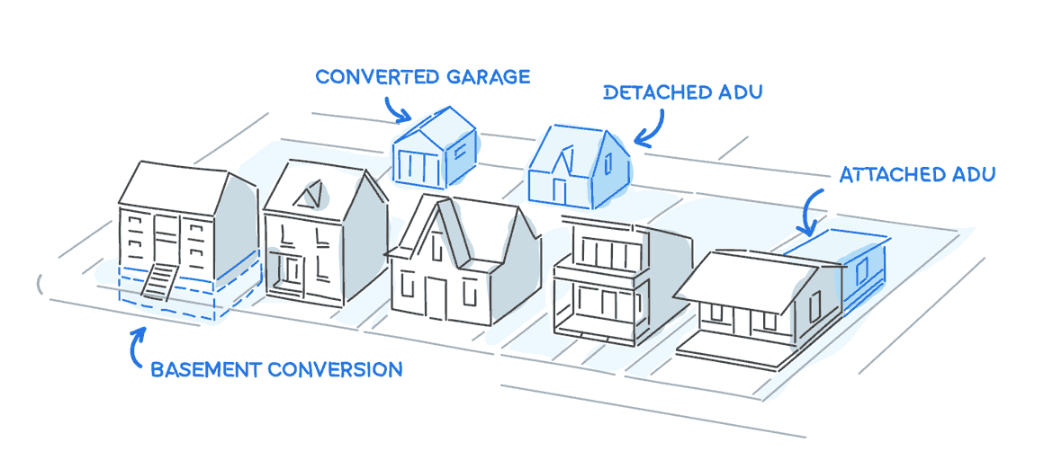 CONVERTED GARAGE
DETACHED ADU
ATTACHED ADU
BASEMENT CONVERSION